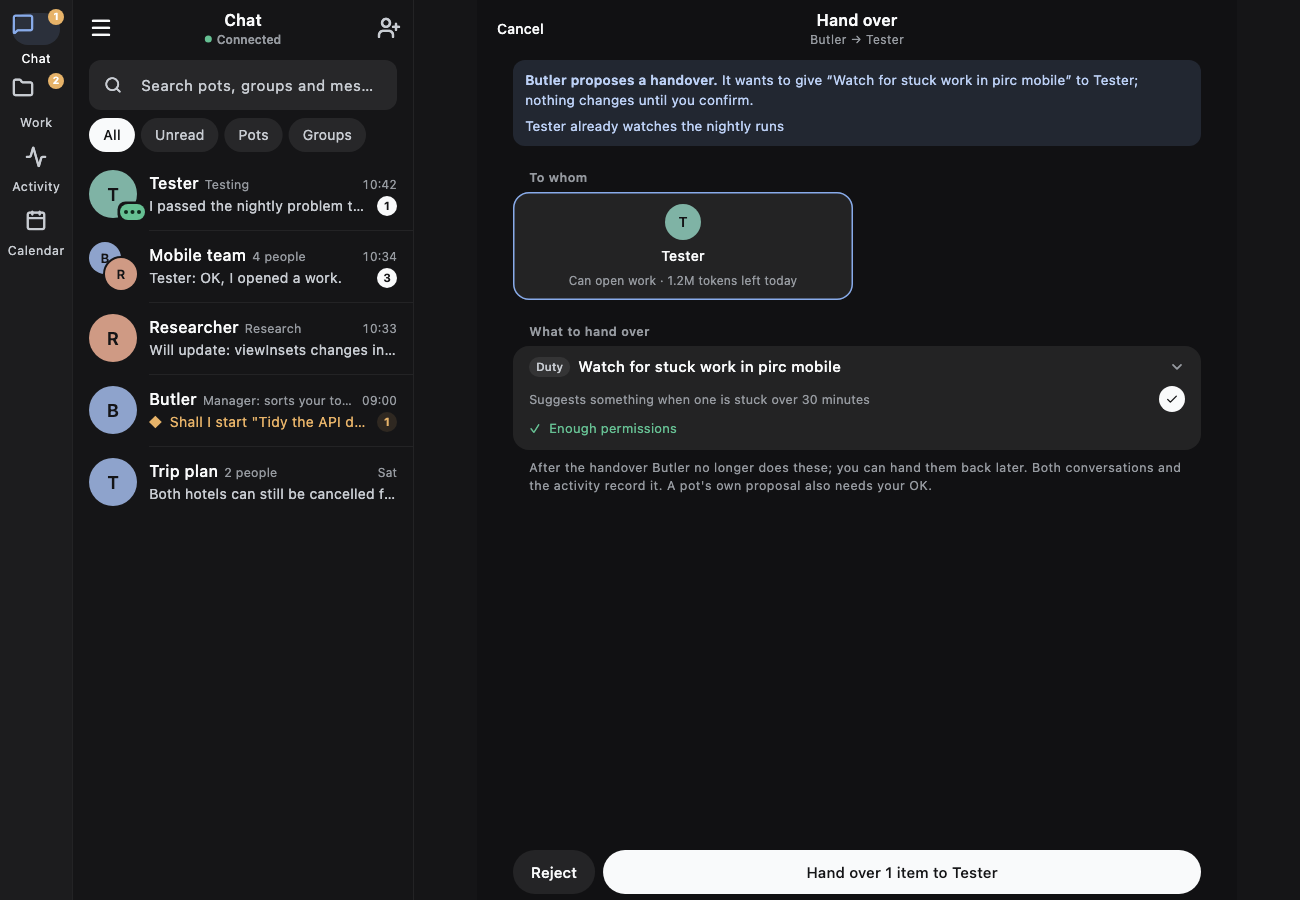 1
Chat
2
Work
Activity
Calendar
Chat
Connected
Search pots, groups and mes...
All
Unread
Pots
Groups
T
Tester Testing 10:42
I passed the nightly problem t... 1
B
R
Mobile team 4 people 10:34
Tester: OK, I opened a work. 3
R
Researcher Research 10:33
Will update: viewInsets changes in...
B
Butler Manager: sorts your to... 09:00
Shall I start "Tidy the API d... 1
T
Trip plan 2 people Sat
Both hotels can still be cancelled f...
Cancel
Hand over
Butler → Tester
Butler proposes a handover. It wants to give “Watch for stuck work in pirc mobile” to Tester;
nothing changes until you confirm.
Tester already watches the nightly runs
To whom
T
Tester
Can open work · 1.2M tokens left today
What to hand over
Duty Watch for stuck work in pirc mobile
Suggests something when one is stuck over 30 minutes
Enough permissions
After the handover Butler no longer does these; you can hand them back later. Both conversations and
the activity record it. A pot's own proposal also needs your OK.
Reject
Hand over 1 item to Tester